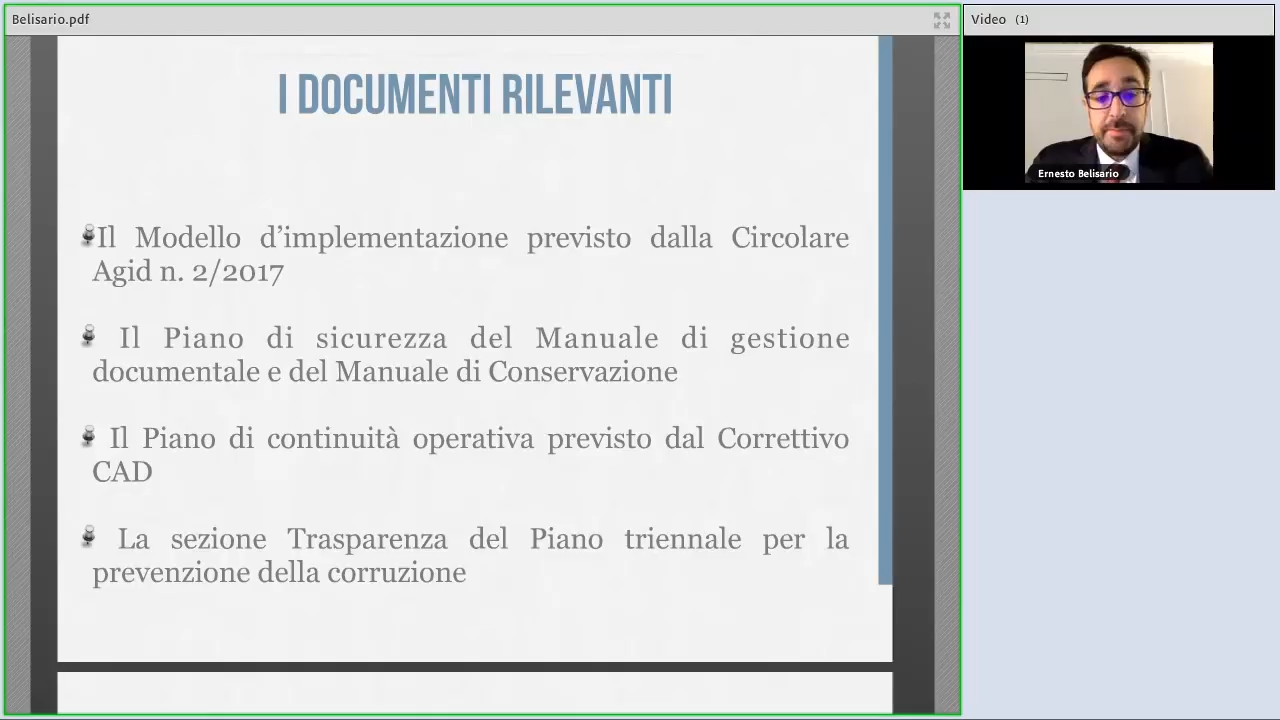 Belisario.pdf
Video (1)
I DOCUMENTI RILEVANTI
Ernesto Belisario
Il Modello d’implementazione previsto dalla Circolare
Agid n. 2/2017
Il Piano di sicurezza del Manuale di gestione
documentale e del Manuale di Conservazione
Il Piano di continuità operativa previsto dal Correttivo
CAD
La sezione Trasparenza del Piano triennale per la
prevenzione della corruzione